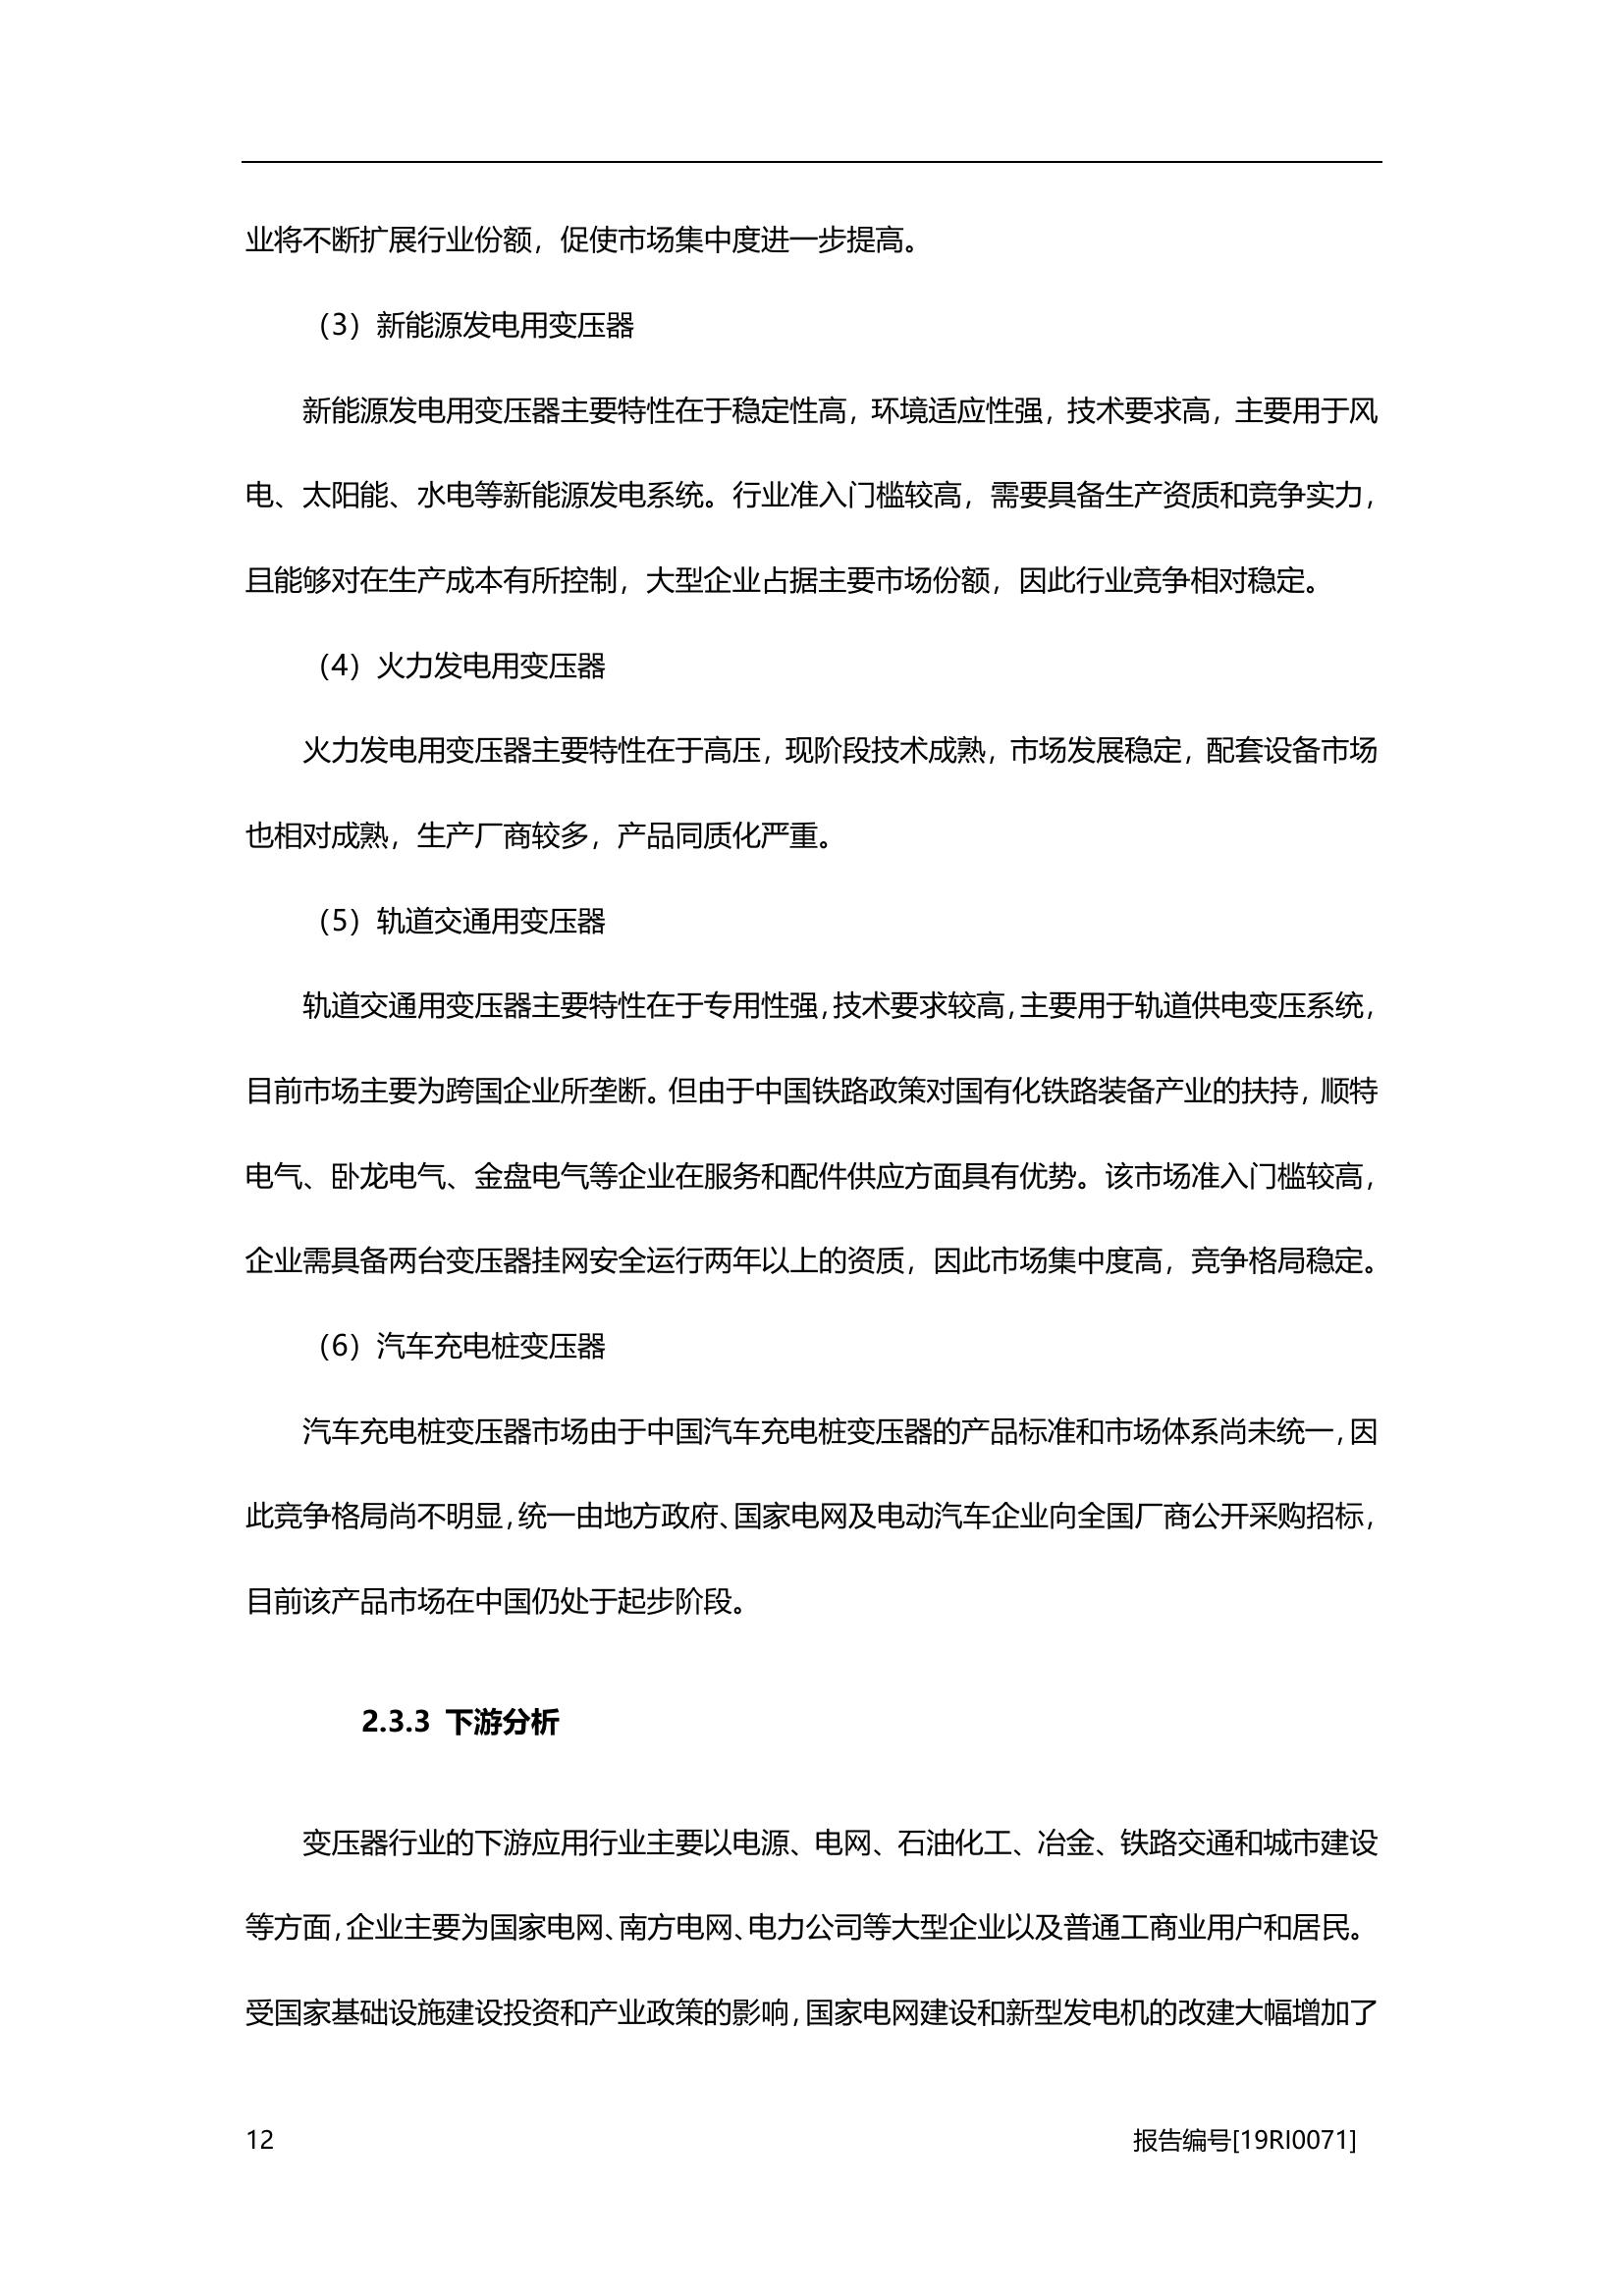 业将不断扩展行业份额，促使市场集中度进一步提高。
（3）新能源发电用变压器
新能源发电用变压器主要特性在于稳定性高，环境适应性强，技术要求高，主要用于风
电、太阳能、水电等新能源发电系统。行业准入门槛较高，需要具备生产资质和竞争实力，
且能够对在生产成本有所控制，大型企业占据主要市场份额，因此行业竞争相对稳定。
（4）火力发电用变压器
火力发电用变压器主要特性在于高压，现阶段技术成熟，市场发展稳定，配套设备市场
也相对成熟，生产厂商较多，产品同质化严重。
（5）轨道交通用变压器
轨道交通用变压器主要特性在于专用性强，技术要求较高，主要用于轨道供电变压系统，
目前市场主要为跨国企业所垄断。但由于中国铁路政策对国有化铁路装备产业的扶持，顺特
电气、卧龙电气、金盘电气等企业在服务和配件供应方面具有优势。该市场准入门槛较高，
企业需具备两台变压器挂网安全运行两年以上的资质，因此市场集中度高，竞争格局稳定。
（6）汽车充电桩变压器
汽车充电桩变压器市场由于中国汽车充电桩变压器的产品标准和市场体系尚未统一，因
此竞争格局尚不明显，统一由地方政府、国家电网及电动汽车企业向全国厂商公开采购招标，
目前该产品市场在中国仍处于起步阶段。
2.3.3 下游分析
变压器行业的下游应用行业主要以电源、电网、石油化工、冶金、铁路交通和城市建设
等方面，企业主要为国家电网、南方电网、电力公司等大型企业以及普通工商业用户和居民。
受国家基础设施建设投资和产业政策的影响，国家电网建设和新型发电机的改建大幅增加了
12 报告编号[19RI0071]